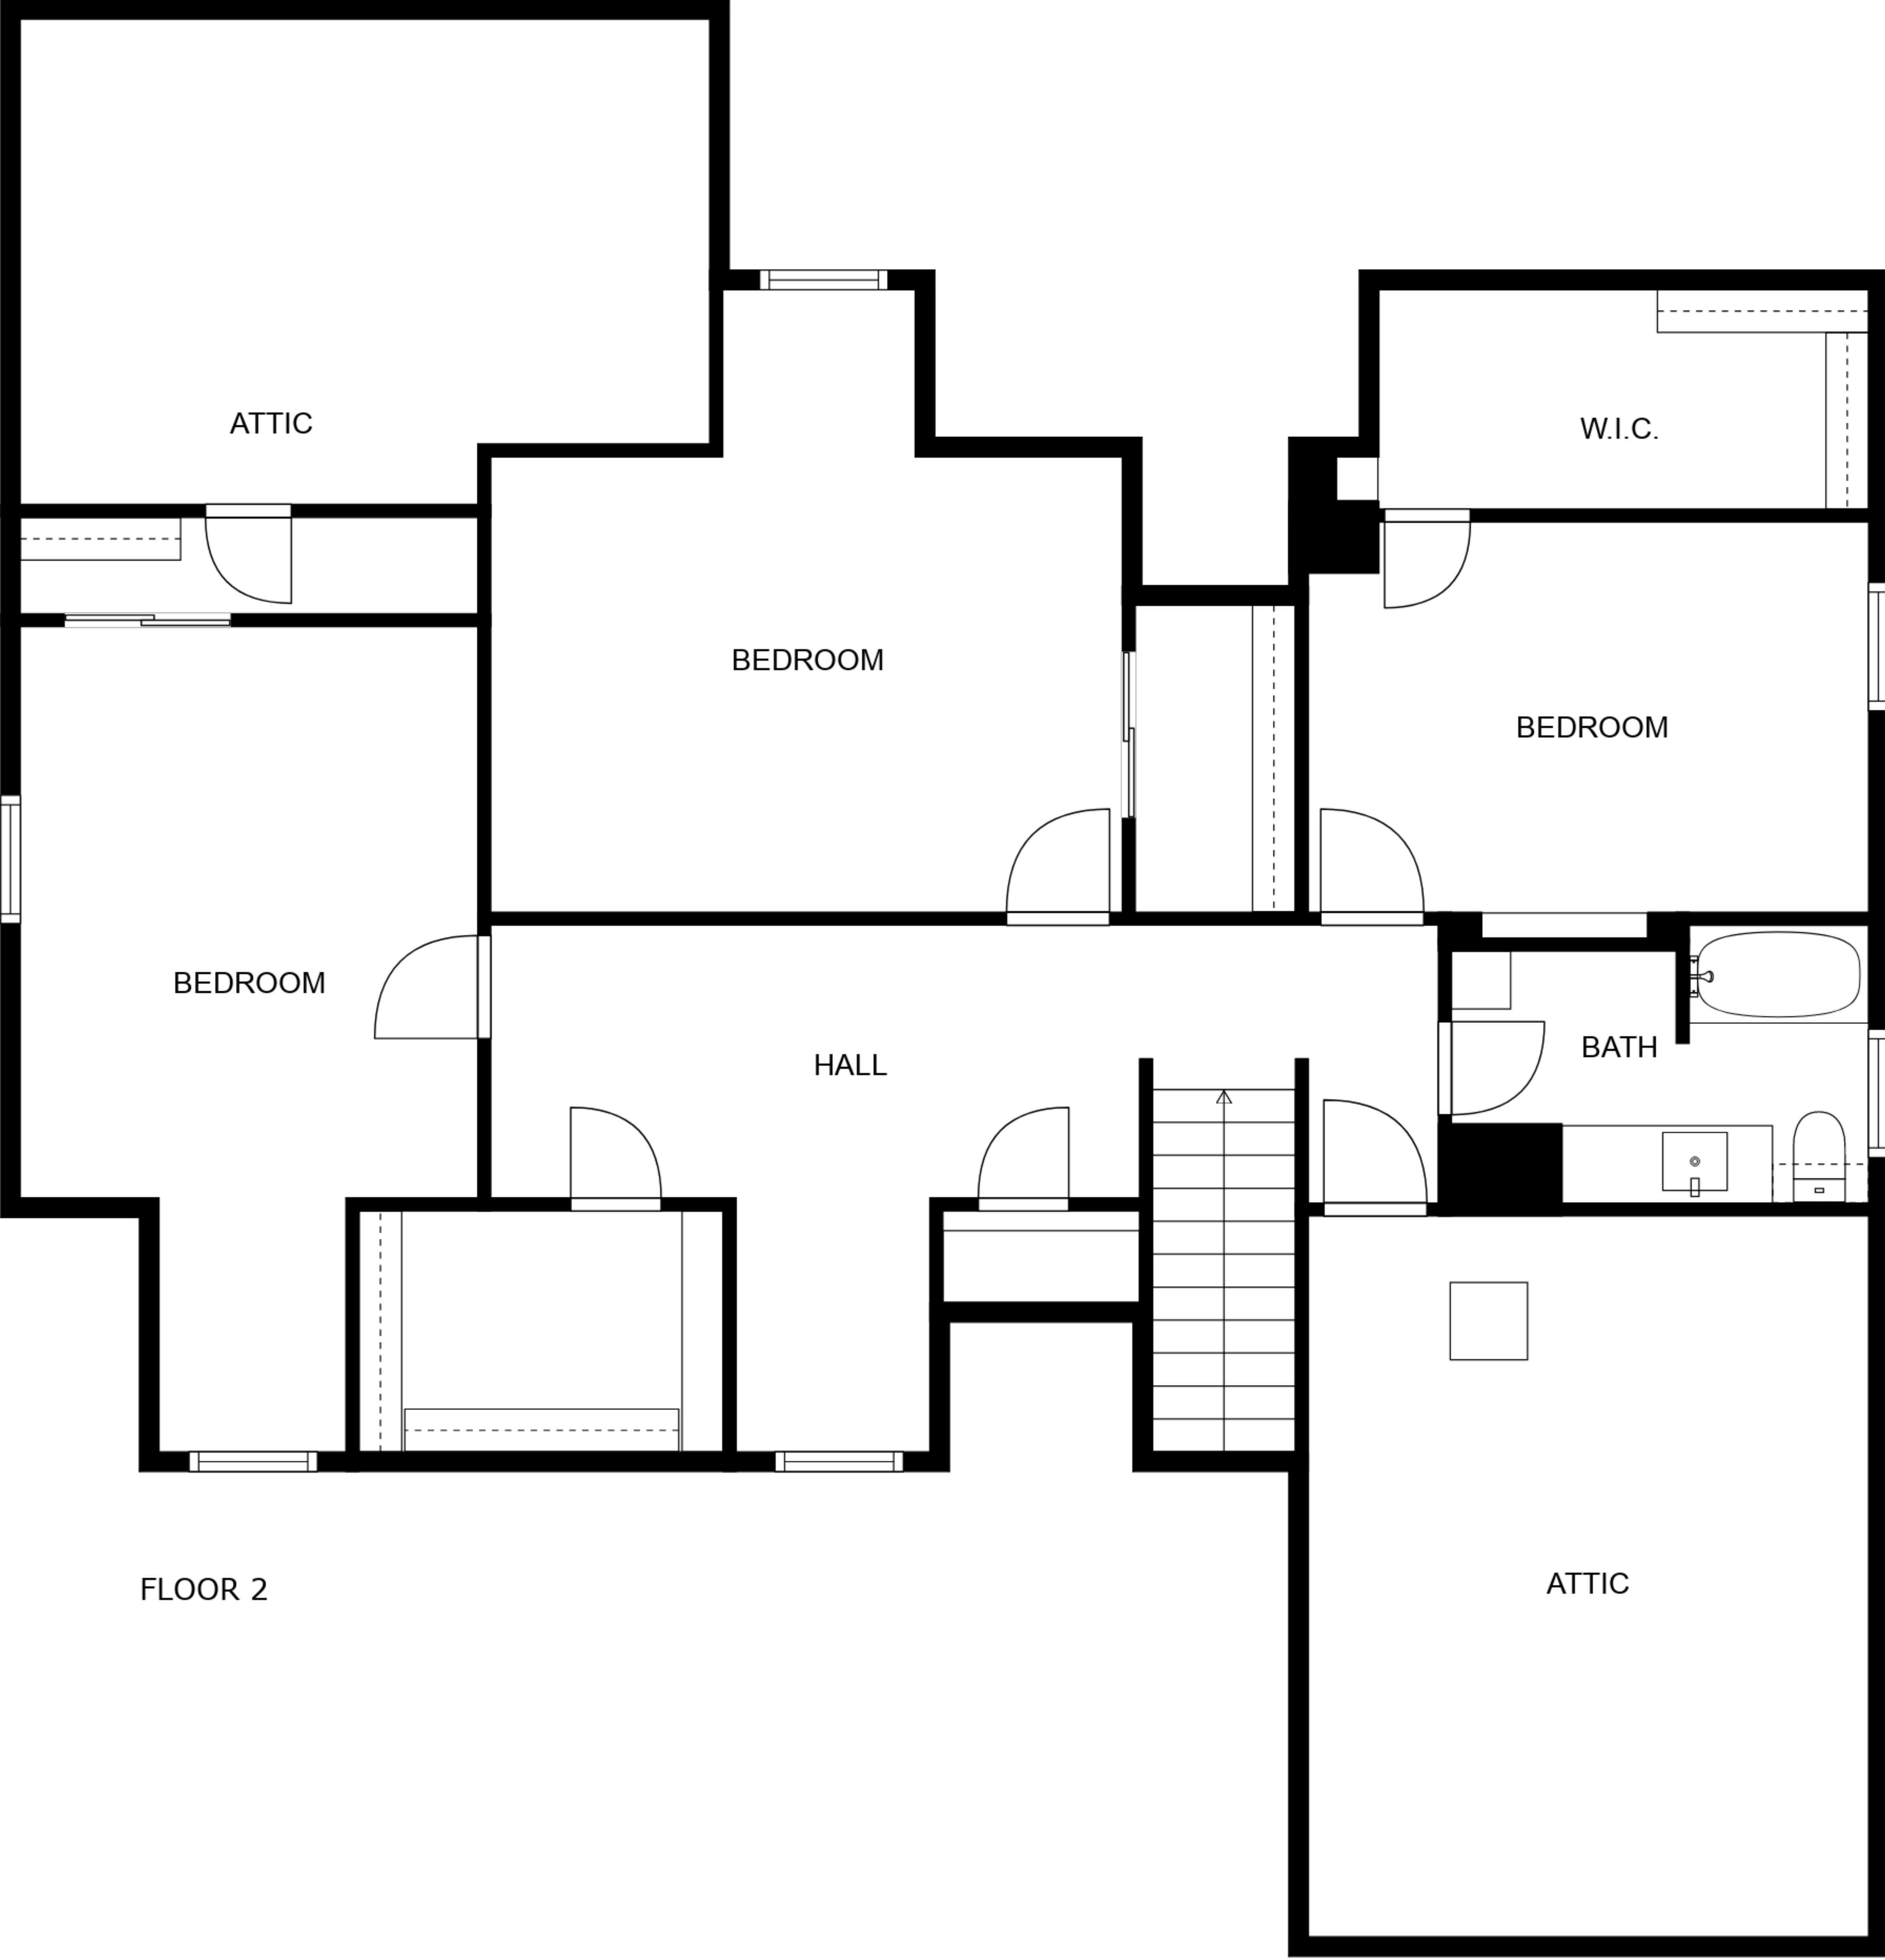 ATTIC
W.I.C.
BEDROOM
BEDROOM
BEDROOM
BATH
HALL
ATTIC
FLOOR 2